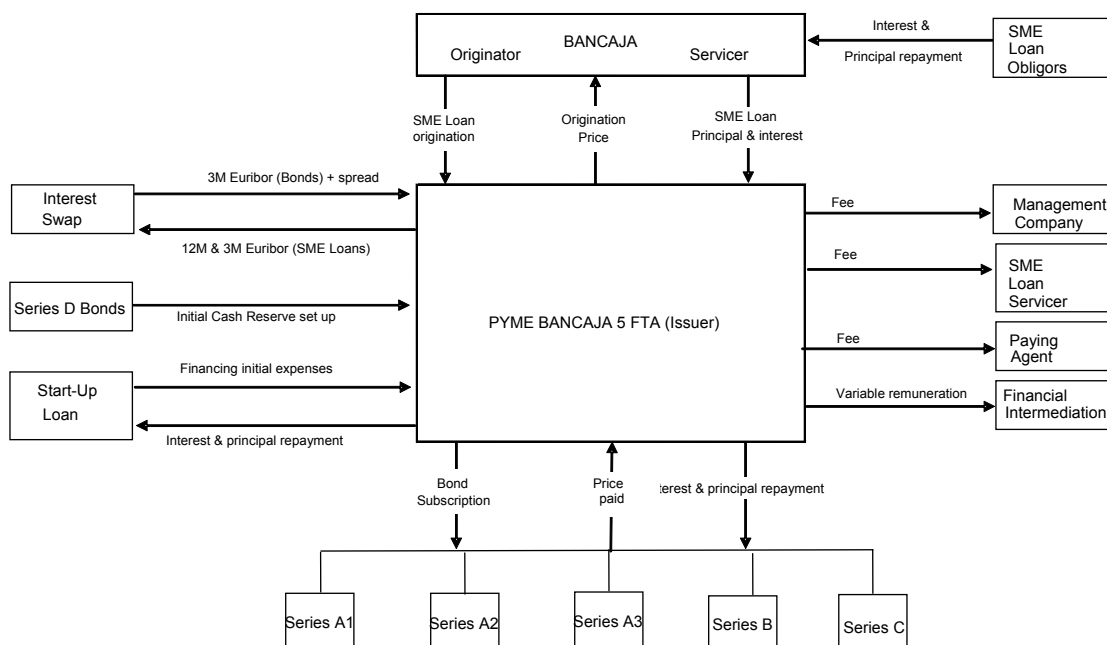 BANCAJA
Originator
Servicer
Interest &
Principal repayment
SME
Loan
Obligors
SME Loan
origination
Origination
Price
SME Loan
Principal & interest
3M Euribor (Bonds) + spread
Interest
Swap
12M & 3M Euribor (SME Loans)
Series D Bonds
Initial Cash Reserve set up
Financing initial expenses
Start-Up
Loan
Interest & principal repayment
PYME BANCAJA 5 FTA (Issuer)
Fee
Management
Company
Fee
SME
Loan
Servicer
Fee
Paying
Agent
Variable remuneration
Financial
Intermediation
Bond
Subscription
Price
paid
terest & principal repayment
Series A1
Series A2
Series A3
Series B
Series C